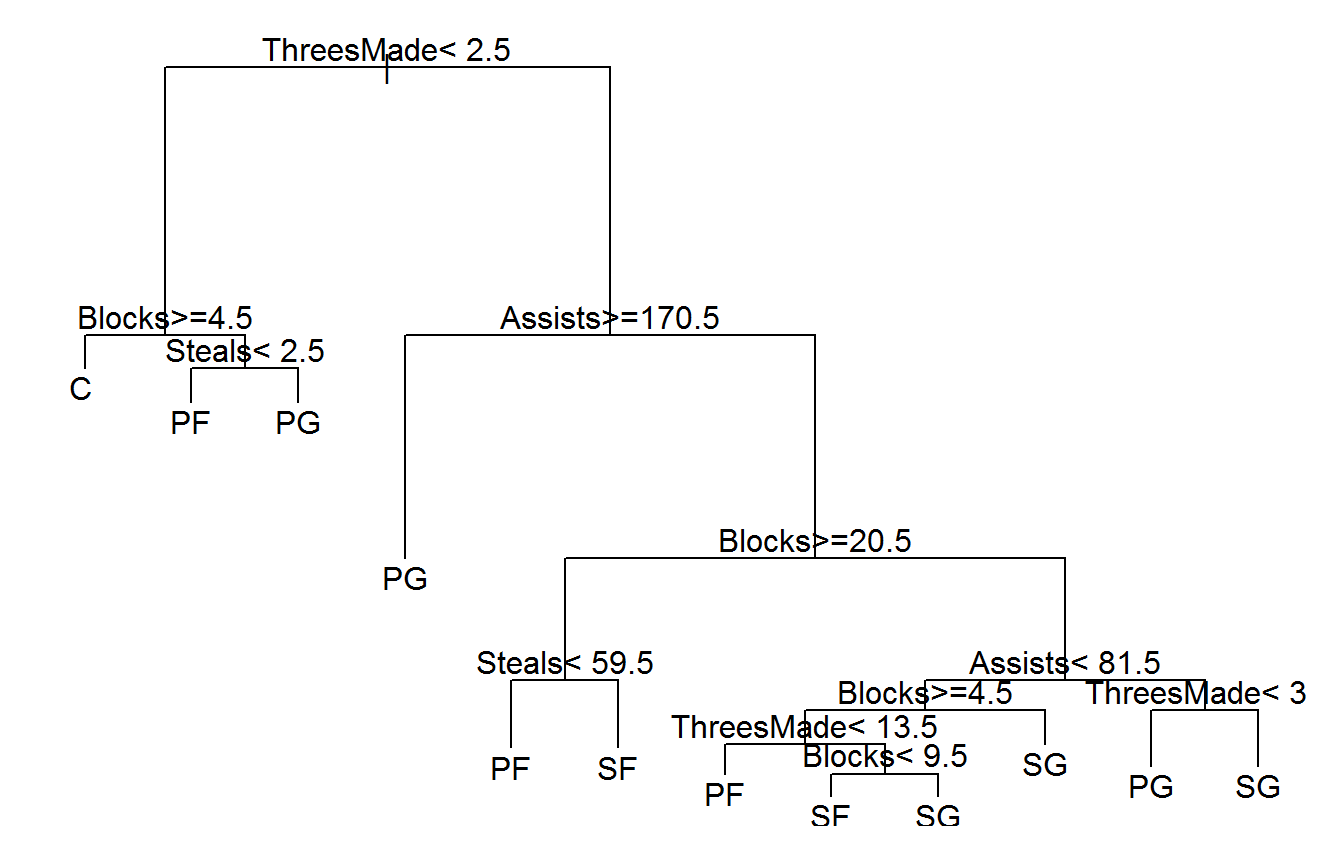 ThreesMade< 2.5
Blocks>=4.5
Assists>=170.5
Steals< 2.5
C
PF
PG
Blocks>=20.5
PG
Steals< 59.5
Assists< 81.5
Blocks>=4.5
ThreesMade< 3
ThreesMade< 13.5
Blocks< 9.5
PF
SF
SG
PF
PG
SG
SF
SG